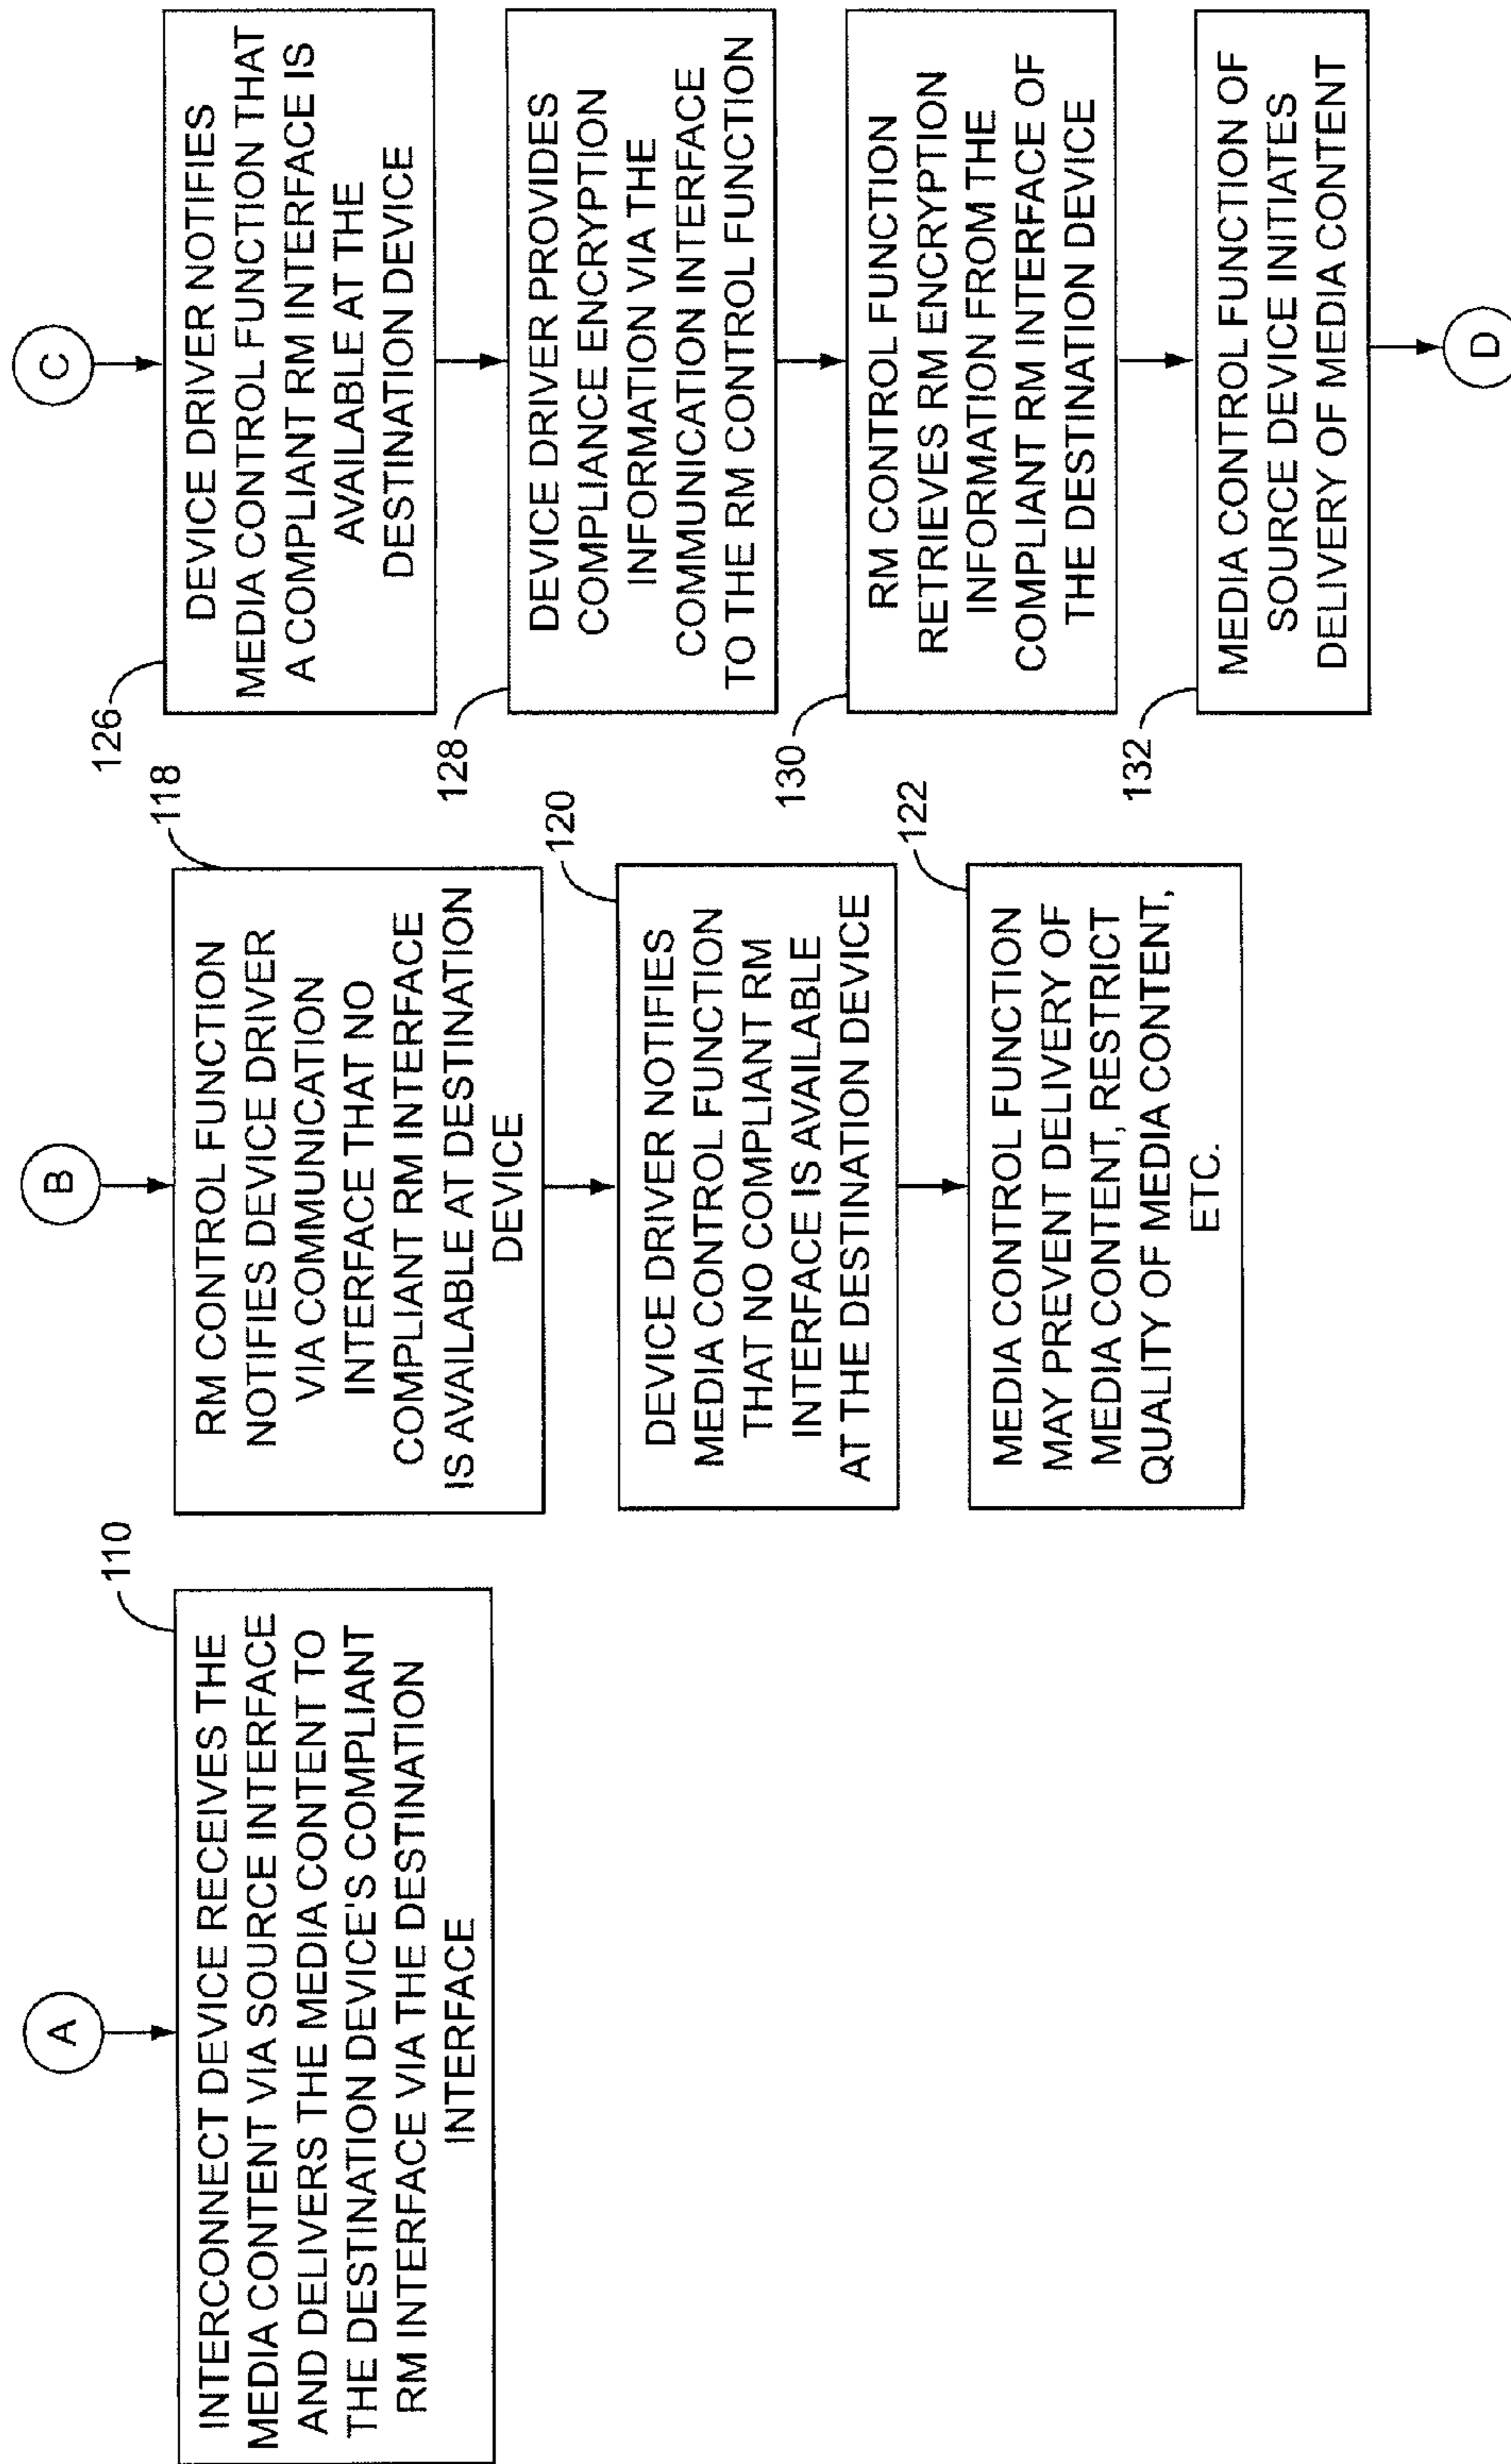 A
110
INTERCONNECT DEVICE RECEIVES THE
MEDIA CONTENT VIA SOURCE INTERFACE
AND DELIVERS THE MEDIA CONTENT TO
THE DESTINATION DEVICE'S COMPLIANT
RM INTERFACE VIA THE DESTINATION
INTERFACE
B
118
RM CONTROL FUNCTION
NOTIFIES DEVICE DRIVER
VIA COMMUNICATION
INTERFACE THAT NO
COMPLIANT RM INTERFACE
IS AVAILABLE AT DESTINATION
DEVICE
120
DEVICE DRIVER NOTIFIES
MEDIA CONTROL FUNCTION
THAT NO COMPLIANT RM
INTERFACE IS AVAILABLE
AT THE DESTINATION DEVICE
122
MEDIA CONTROL FUNCTION
MAY PREVENT DELIVERY OF
MEDIA CONTENT, RESTRICT
QUALITY OF MEDIA CONTENT,
ETC.
C
126
DEVICE DRIVER NOTIFIES
MEDIA CONTROL FUNCTION THAT
A COMPLIANT RM INTERFACE IS
AVAILABLE AT THE
DESTINATION DEVICE
128
DEVICE DRIVER PROVIDES
COMPLIANCE ENCRYPTION
INFORMATION VIA THE
COMMUNICATION INTERFACE
TO THE RM CONTROL FUNCTION
130
RM CONTROL FUNCTION
RETRIEVES RM ENCRYPTION
INFORMATION FROM THE
COMPLIANT RM INTERFACE OF
THE DESTINATION DEVICE
132
MEDIA CONTROL FUNCTION OF
SOURCE DEVICE INITIATES
DELIVERY OF MEDIA CONTENT
D